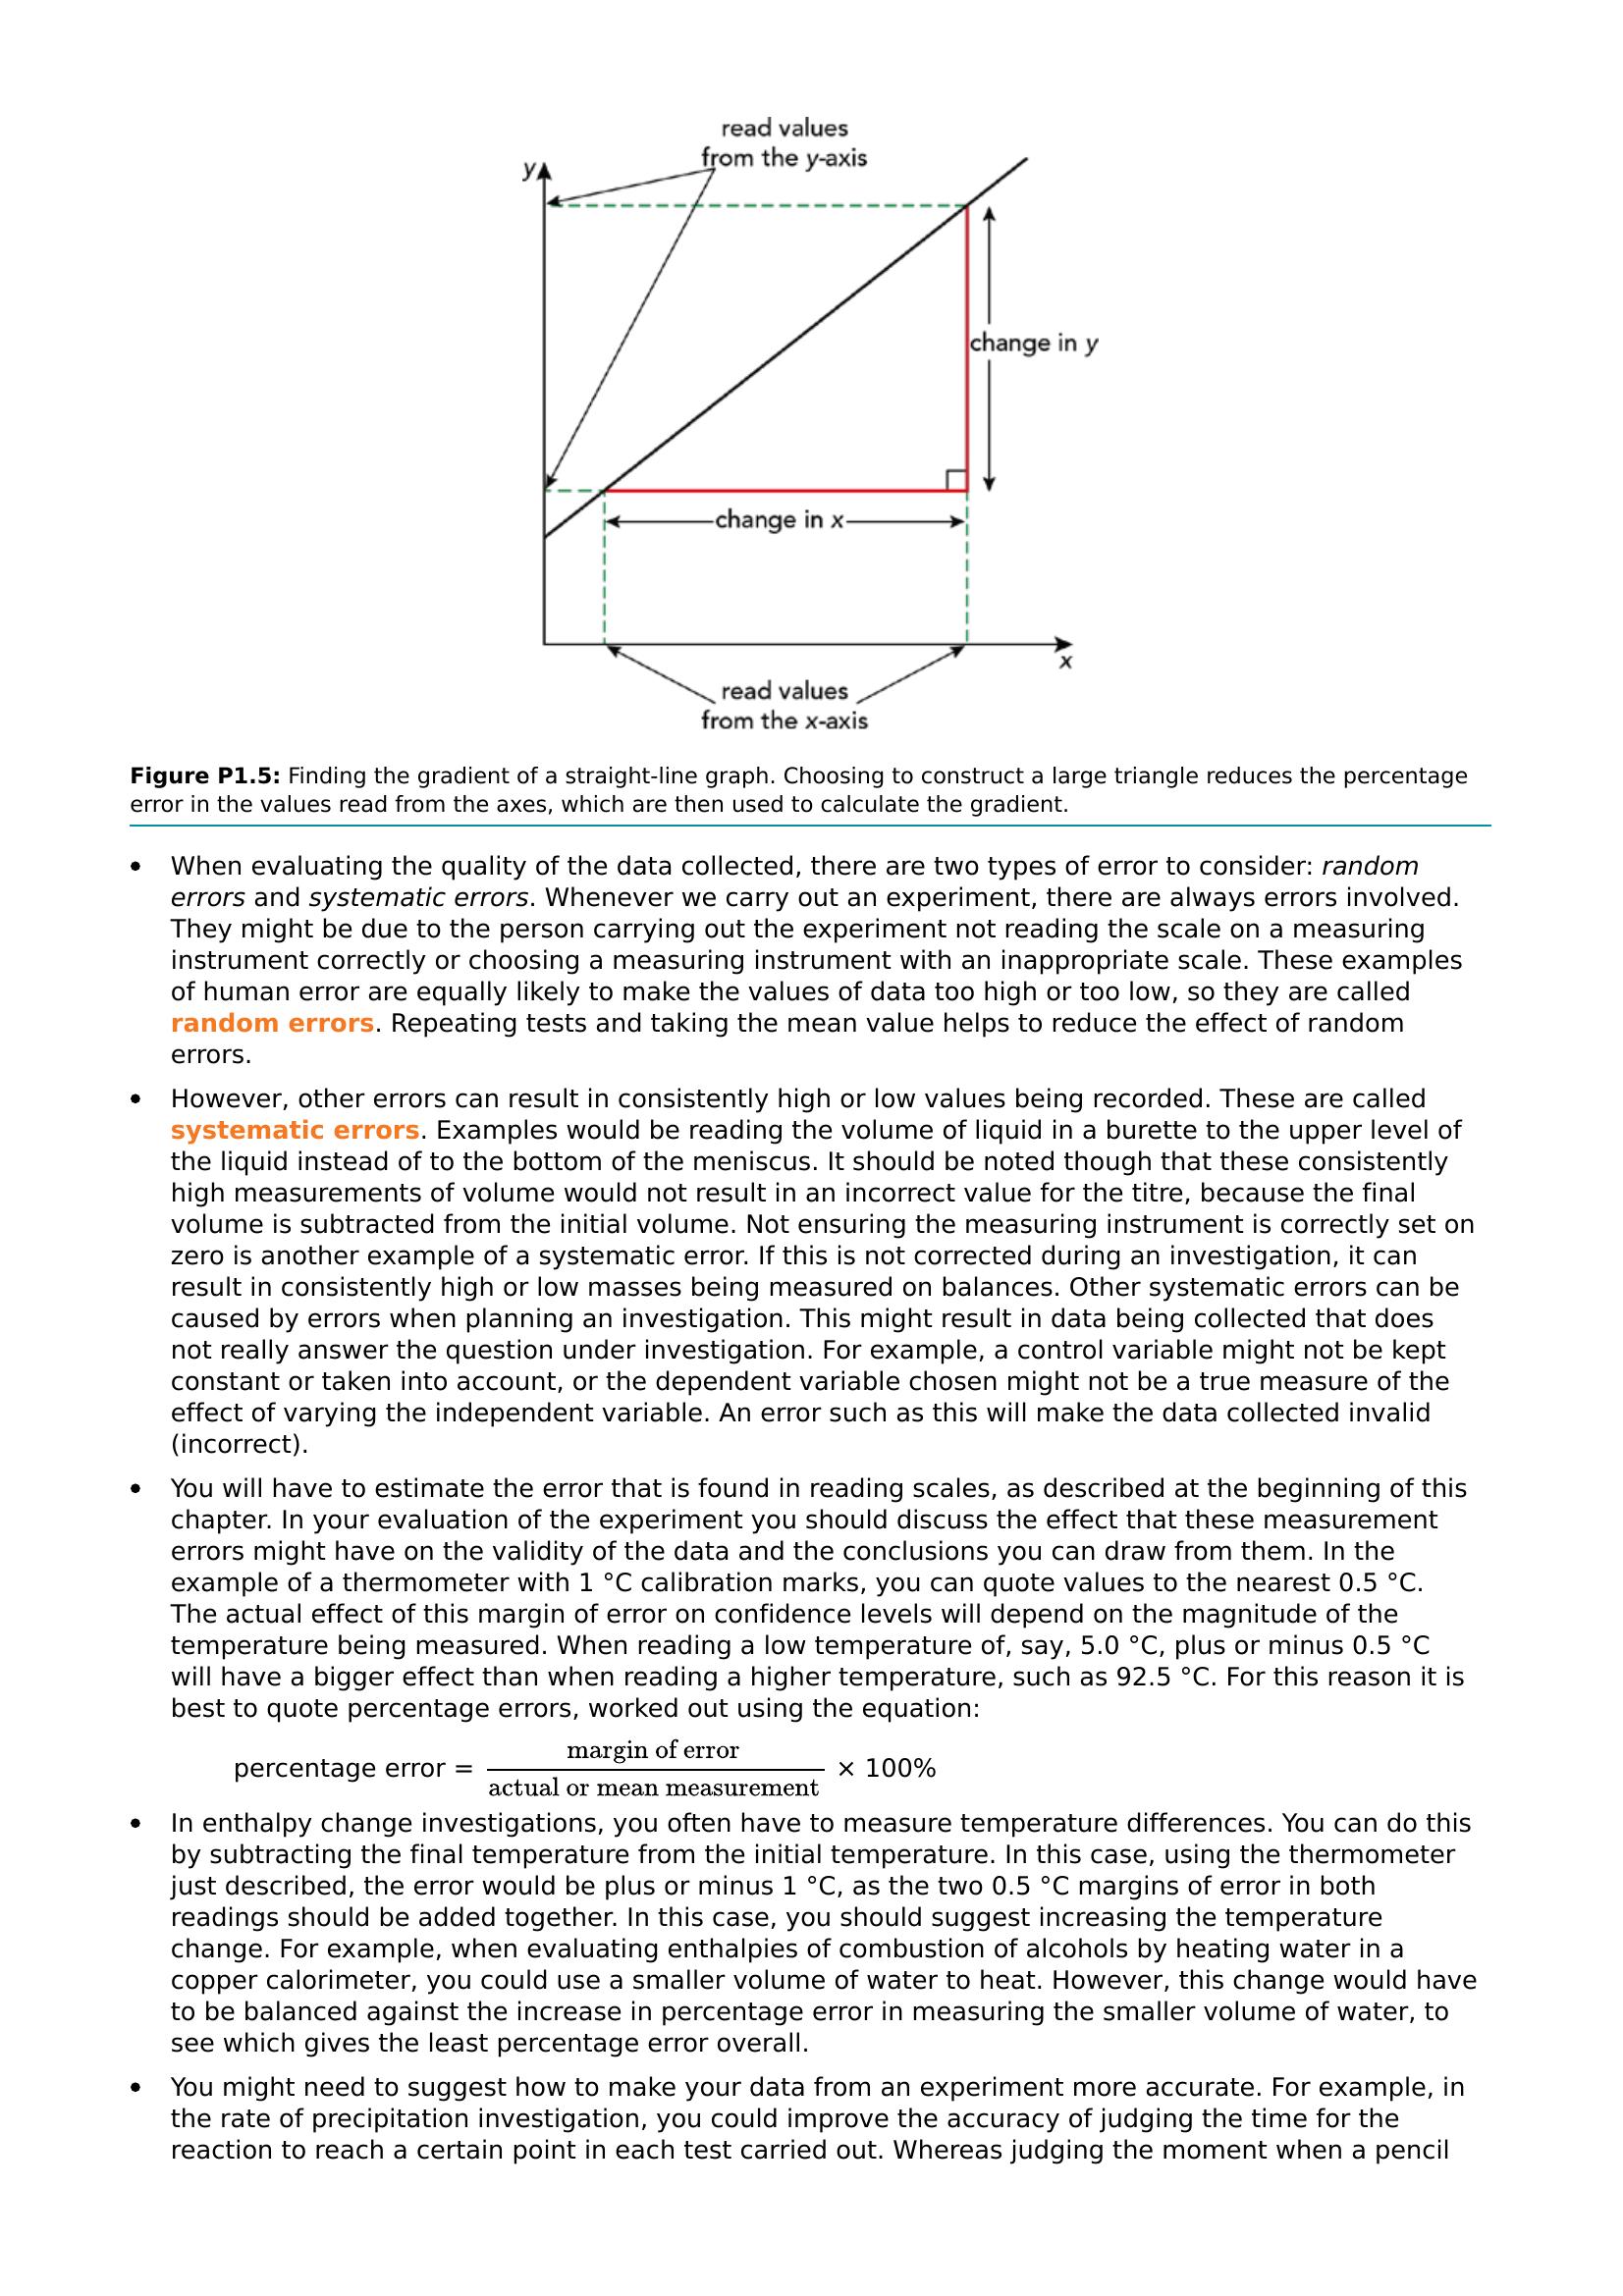 read values
from the y-axis
y
change in y
change in x
x
read values
from the x-axis
Figure P1.5: Finding the gradient of a straight-line graph. Choosing to construct a large triangle reduces the percentage
error in the values read from the axes, which are then used to calculate the gradient.
• When evaluating the quality of the data collected, there are two types of error to consider: random
errors and systematic errors. Whenever we carry out an experiment, there are always errors involved.
They might be due to the person carrying out the experiment not reading the scale on a measuring
instrument correctly or choosing a measuring instrument with an inappropriate scale. These examples
of human error are equally likely to make the values of data too high or too low, so they are called
random errors. Repeating tests and taking the mean value helps to reduce the effect of random
errors.
• However, other errors can result in consistently high or low values being recorded. These are called
systematic errors. Examples would be reading the volume of liquid in a burette to the upper level of
the liquid instead of to the bottom of the meniscus. It should be noted though that these consistently
high measurements of volume would not result in an incorrect value for the titre, because the final
volume is subtracted from the initial volume. Not ensuring the measuring instrument is correctly set on
zero is another example of a systematic error. If this is not corrected during an investigation, it can
result in consistently high or low masses being measured on balances. Other systematic errors can be
caused by errors when planning an investigation. This might result in data being collected that does
not really answer the question under investigation. For example, a control variable might not be kept
constant or taken into account, or the dependent variable chosen might not be a true measure of the
effect of varying the independent variable. An error such as this will make the data collected invalid
(incorrect).
• You will have to estimate the error that is found in reading scales, as described at the beginning of this
chapter. In your evaluation of the experiment you should discuss the effect that these measurement
errors might have on the validity of the data and the conclusions you can draw from them. In the
example of a thermometer with 1 °C calibration marks, you can quote values to the nearest 0.5 °C.
The actual effect of this margin of error on confidence levels will depend on the magnitude of the
temperature being measured. When reading a low temperature of, say, 5.0 °C, plus or minus 0.5 °C
will have a bigger effect than when reading a higher temperature, such as 92.5 °C. For this reason it is
best to quote percentage errors, worked out using the equation:
percentage error = margin of error / actual or mean measurement × 100%
• In enthalpy change investigations, you often have to measure temperature differences. You can do this
by subtracting the final temperature from the initial temperature. In this case, using the thermometer
just described, the error would be plus or minus 1 °C, as the two 0.5 °C margins of error in both
readings should be added together. In this case, you should suggest increasing the temperature
change. For example, when evaluating enthalpies of combustion of alcohols by heating water in a
copper calorimeter, you could use a smaller volume of water to heat. However, this change would have
to be balanced against the increase in percentage error in measuring the smaller volume of water, to
see which gives the least percentage error overall.
• You might need to suggest how to make your data from an experiment more accurate. For example, in
the rate of precipitation investigation, you could improve the accuracy of judging the time for the
reaction to reach a certain point in each test carried out. Whereas judging the moment when a pencil